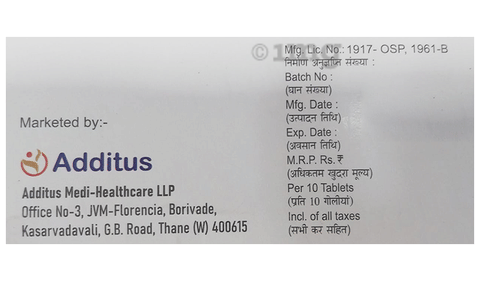 Marketed by:-
Additus
Additus Medi-Healthcare LLP
Office No-3, JVM-Florencia, Borivade,
Kasarvadavali, G.B. Road, Thane (W) 400615
©1mg
Mfg. Lic. No.: 1917- OSP, 1961-B
निर्माण अनुज्ञप्ति संख्या :
Batch No :
(घान संख्या)
Mfg. Date :
(उत्पादन तिथि)
Exp. Date :
(अवसान तिथि)
M.R.P. Rs. ₹
(अधिकतम खुदरा मूल्य)
Per 10 Tablets
(प्रति 10 गोलीयां)
Incl. of all taxes
(सभी कर सहित)